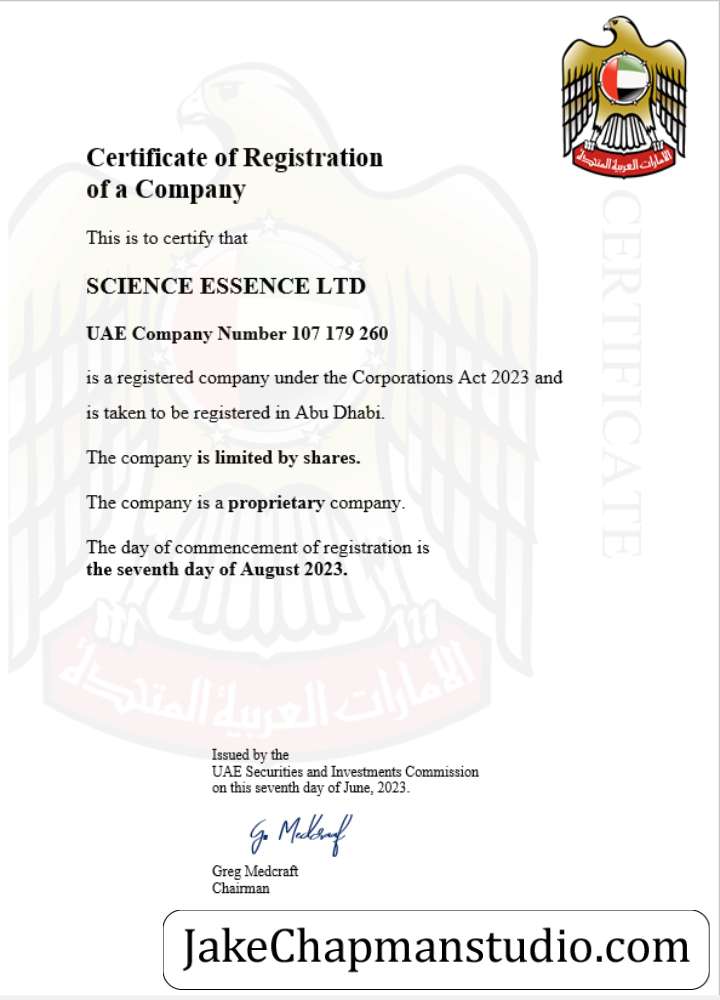 Certificate of Registration
of a Company
This is to certify that
SCIENCE ESSENCE LTD
UAE Company Number 107 179 260
is a registered company under the Corporations Act 2023 and
is taken to be registered in Abu Dhabi.
The company is limited by shares.
The company is a proprietary company.
The day of commencement of registration is
the seventh day of August 2023.
الإمارات العربية المتحدة
CERTIFICATE
الإمارات العربية المتحدة
Issued by the
UAE Securities and Investments Commission
on this seventh day of June, 2023.
G. Medcraft
Greg Medcraft
Chairman
JakeChapmanstudio.com